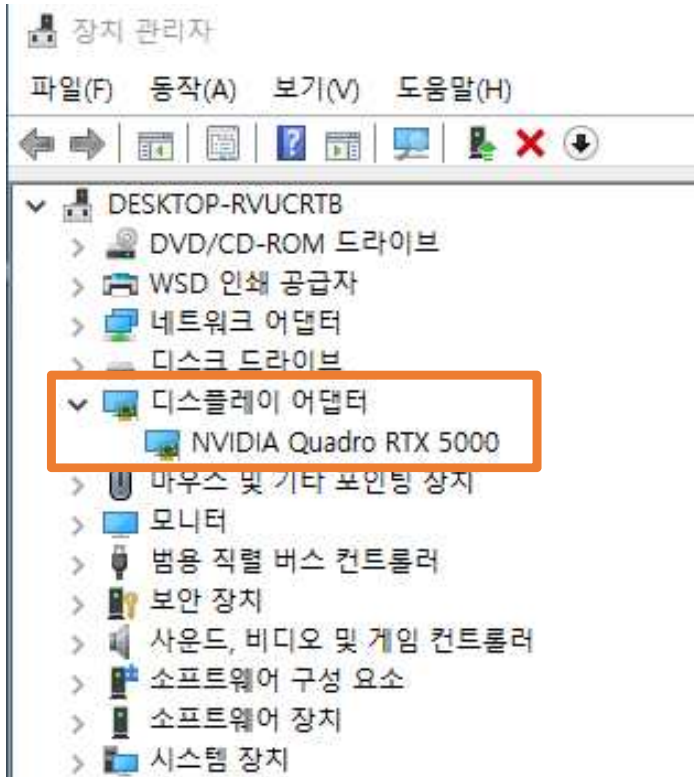 장치 관리자
파일(F) 동작(A) 보기(V) 도움말(H)
DESKTOP-RVUCRTB
DVD/CD-ROM 드라이브
WSD 인쇄 공급자
네트워크 어댑터
디스크 드라이브
디스플레이 어댑터
NVIDIA Quadro RTX 5000
마우스 및 기타 포인팅 장치
모니터
범용 직렬 버스 컨트롤러
보안 장치
사운드, 비디오 및 게임 컨트롤러
소프트웨어 구성 요소
소프트웨어 장치
시스템 장치